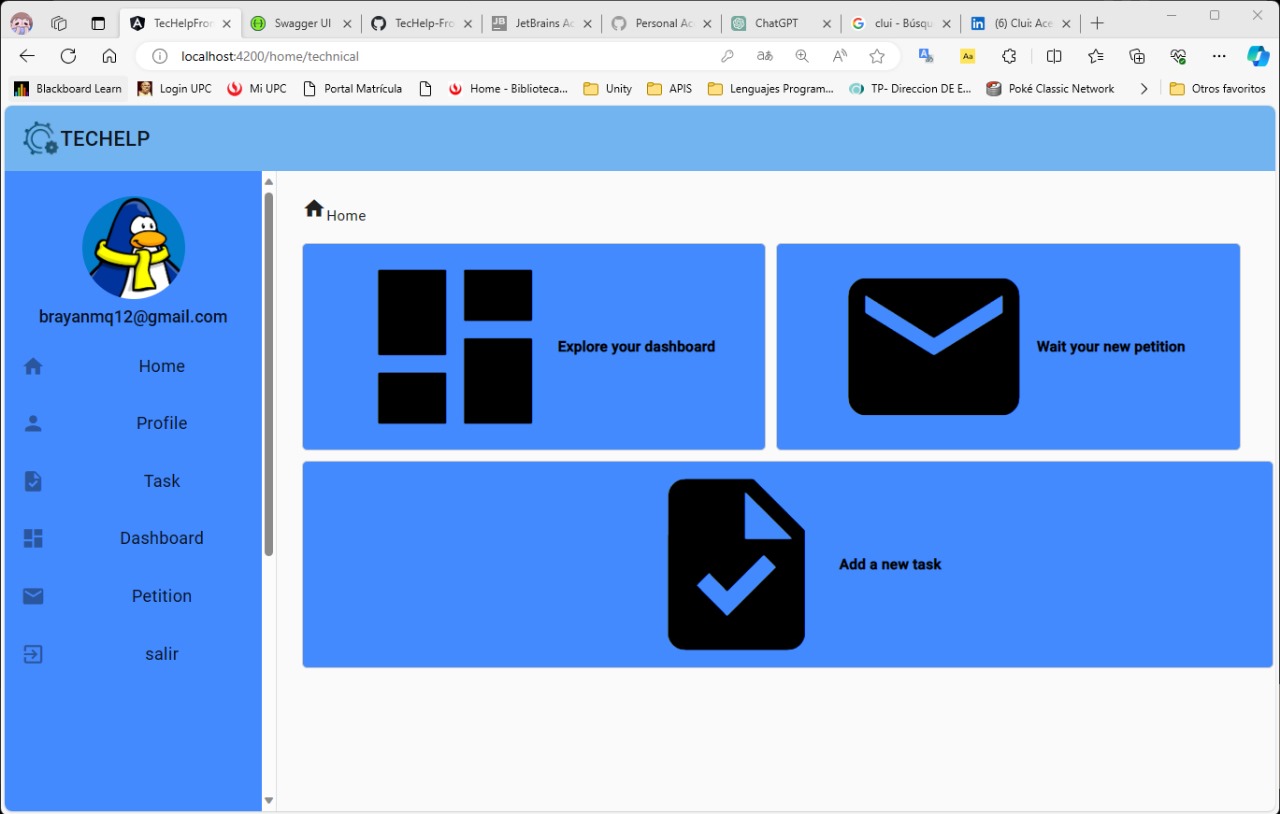 TecHelpFron
Swagger UI
TecHelp-Fro
JetBrains Ac
Personal Ac
ChatGPT
clui - Búsqu
(6) Clui: Ace
localhost:4200/home/technical
Blackboard Learn
Login UPC
Mi UPC
Portal Matrícula
Home - Biblioteca...
Unity
APIS
Lenguajes Program...
TP- Direccion DE E...
Poké Classic Network
Otros favoritos
TECHELP
brayanmq12@gmail.com
Home
Profile
Task
Dashboard
Petition
salir
Home
Explore your dashboard
Wait your new petition
Add a new task